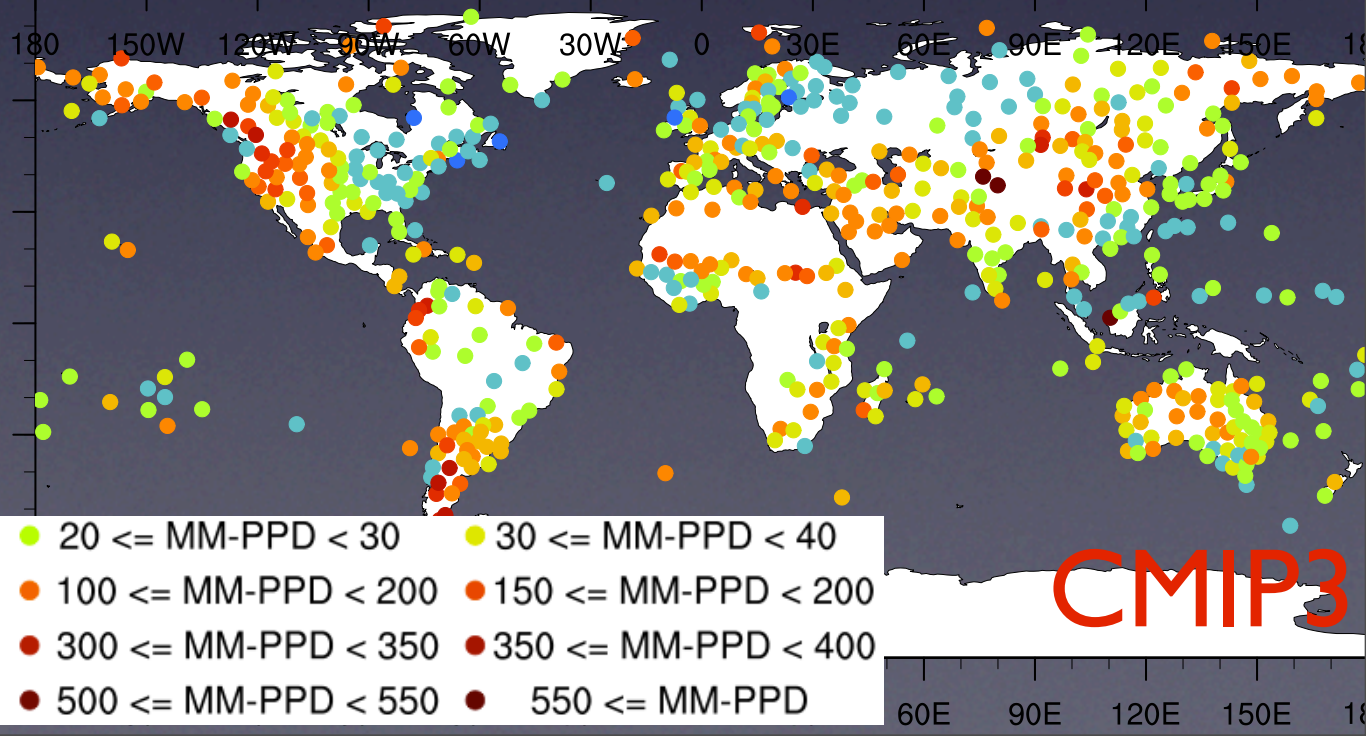 180 150W 120W 90W 60W 30W 0 30E 60E 90E 120E 150E 18
20 <= MM-PPD < 30 30 <= MM-PPD < 40
100 <= MM-PPD < 200 150 <= MM-PPD < 200
300 <= MM-PPD < 350 350 <= MM-PPD < 400
500 <= MM-PPD < 550 550 <= MM-PPD
CMIP3
60E 90E 120E 150E 18